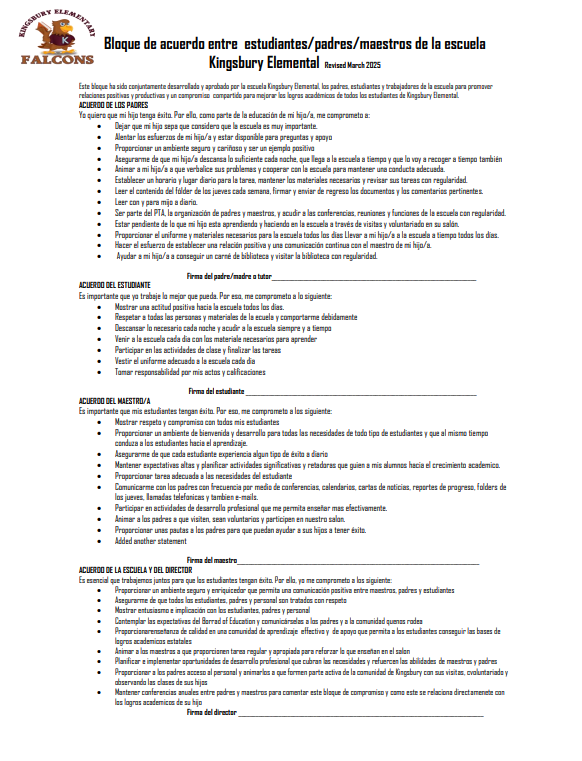 KINGSBURY ELEMENTARY
K
FALCONS
Bloque de acuerdo entre estudiantes/padres/maestros de la escuela
Kingsbury Elemental Revised March 2025
Este bloque ha sido conjuntamente desarrollado y aprobado por la escuela Kingsbury Elemental, los padres, estudiantes y trabajadores de la escuela para promover
relaciones positivas y productivas y un compromiso compartido para mejorar los logros académicos de todos los estudiantes de Kingsbury Elemental.
ACUERDO DE LOS PADRES
Yo quiero que mi hijo tenga éxito. Por ello, como parte de la educación de mi hijo/a, me comprometo a:
• Dejar que mi hijo sepa que considero que la escuela es muy importante.
• Alentar los esfuerzos de mi hijo/a y estar disponible para preguntas y apoyo
• Proporcionar un ambiente seguro y cariñoso y ser un ejemplo positivo
• Asegurarme de que mi hijo/a descansa lo suficiente cada noche, que llega a la escuela a tiempo y que lo voy a recoger a tiempo también
• Animar a mi hijo/a a que verbalice sus problemas y cooperar con la escuela para mantener una conducta adecuada.
• Establecer un horario y lugar diario para la tarea, mantener los materiales necesarios y revisar sus tareas con regularidad.
• Leer el contenido del fólder de los jueves cada semana, firmar y enviar de regreso los documentos y los comentarios pertinentes.
• Leer con y para mijo a diario.
• Ser parte del PTA, la organización de padres y maestros, y acudir a las conferencias, reuniones y funciones de la escuela con regularidad.
• Estar pendiente de lo que mi hijo esta aprendiendo y haciendo en la escuela a través de visitas y voluntariado en su salón.
• Proporcionar el uniforme y materiales necesarios para la escuela todos los días Llevar a mi hijo/a a la escuela a tiempo todos los días.
• Hacer el esfuerzo de establecer una relación positiva y una comunicación continua con el maestro de mi hijo/a.
• Ayudar a mi hijo/a a conseguir un carné de biblioteca y visitar la biblioteca con regularidad.
Firma del padre/madre o tutor
ACUERDO DEL ESTUDIANTE
Es importante que yo trabaje lo mejor que pueda. Por eso, me comprometo a lo siguiente:
• Mostrar una actitud positiva hacia la escuela todos los días.
• Respetar a todas las personas y materiales de la ecuela y comportarme debidamente
• Descansar lo necesario cada noche y acudir a la escuela siempre y a tiempo
• Venir a la escuela cada día con los materiale necesarios para aprender
• Participar en las actividades de clase y finalizar las tareas
• Vestir el uniforme adecuado a la escuela cada día
• Tomar responsabilidad por mis actos y calificaciones
Firma del estudiante
ACUERDO DEL MAESTRO/A
Es importante que mis estudiantes tengan éxito. Por eso, me comprometo a los siguiente:
• Mostrar respeto y compromiso con todos mis estudiantes
• Proporcionar un ambiente de bienvenida y desarrollo para todas las necesidades de todo tipo de estudiantes y que al mismo tiempo
conduza a los estudiantes hacia el aprendizaje.
• Asegurarme de que cada estudiante experiencia algun tipo de éxito a diario
• Mantener expectativas altas y planificar actividades significativas y retadoras que guien a mis alumnos hacia el crecimiento academico.
• Proporcionar tarea adecuada a las necesidades del estudiante
• Comunicarme con los padres con frecuencia por medio de conferencias, calendarios, cartas de noticias, reportes de progreso, folders de
los jueves, llamadas telefonicas y tambien e-mails.
• Participar en actividades de desarrollo profesional que me permita enseñar mas efectivamente.
• Animar a los padres a que visiten, sean voluntarios y participen en nuestro salon.
• Proporcionar unas pautas a los padres para que puedan ayudar a sus hijos a tener éxito.
• Added another statement
Firma del maestro
ACUERDO DE LA ESCUELA Y DEL DIRECTOR
Es esencial que trabajemos juntos para que los estudiantes tengan éxito. Por ello, yo me comprometo a los siguiente:
• Proporcionar un ambiente seguro y enriquicedor que permita una comunicación positiva entre maestros, padres y estudiantes
• Asegurarme de que todos los estudiantes, padres y personal son tratados con respeto
• Mostrar entusiasmo e implicación con los estudiantes, padres y personal
• Contemplar las expectativas del Borrad of Education y comunicárselas a los padres y a la comunidad quenos rodea
• Proporcionarenseñanza de calidad en una comunidad de aprendizaje effectiva y de apoyo que permita a los estudiantes conseguir las bases de
logros academicos estatales
• Animar a los maestros a que proporcionen tarea regular y apropiada para reforzar lo que enseñan en el salón
• Planificar e implementar oportunidades de desarrollo profesional que cubran las necesidades y refuercen las abilidades de maestros y padres
• Proporcionar a los padres acceso al personal y animarlos a que formen parte activa de la comunidad de Kingsbury con sus visitas, ovoluntariado y
observando las clases de sus hijos
• Mantener conferencias anuales entre padres y maestros para comentar este bloque de compromiso y como este se relaciona directamenete con
los logros academicos de su hijo
Firma del director